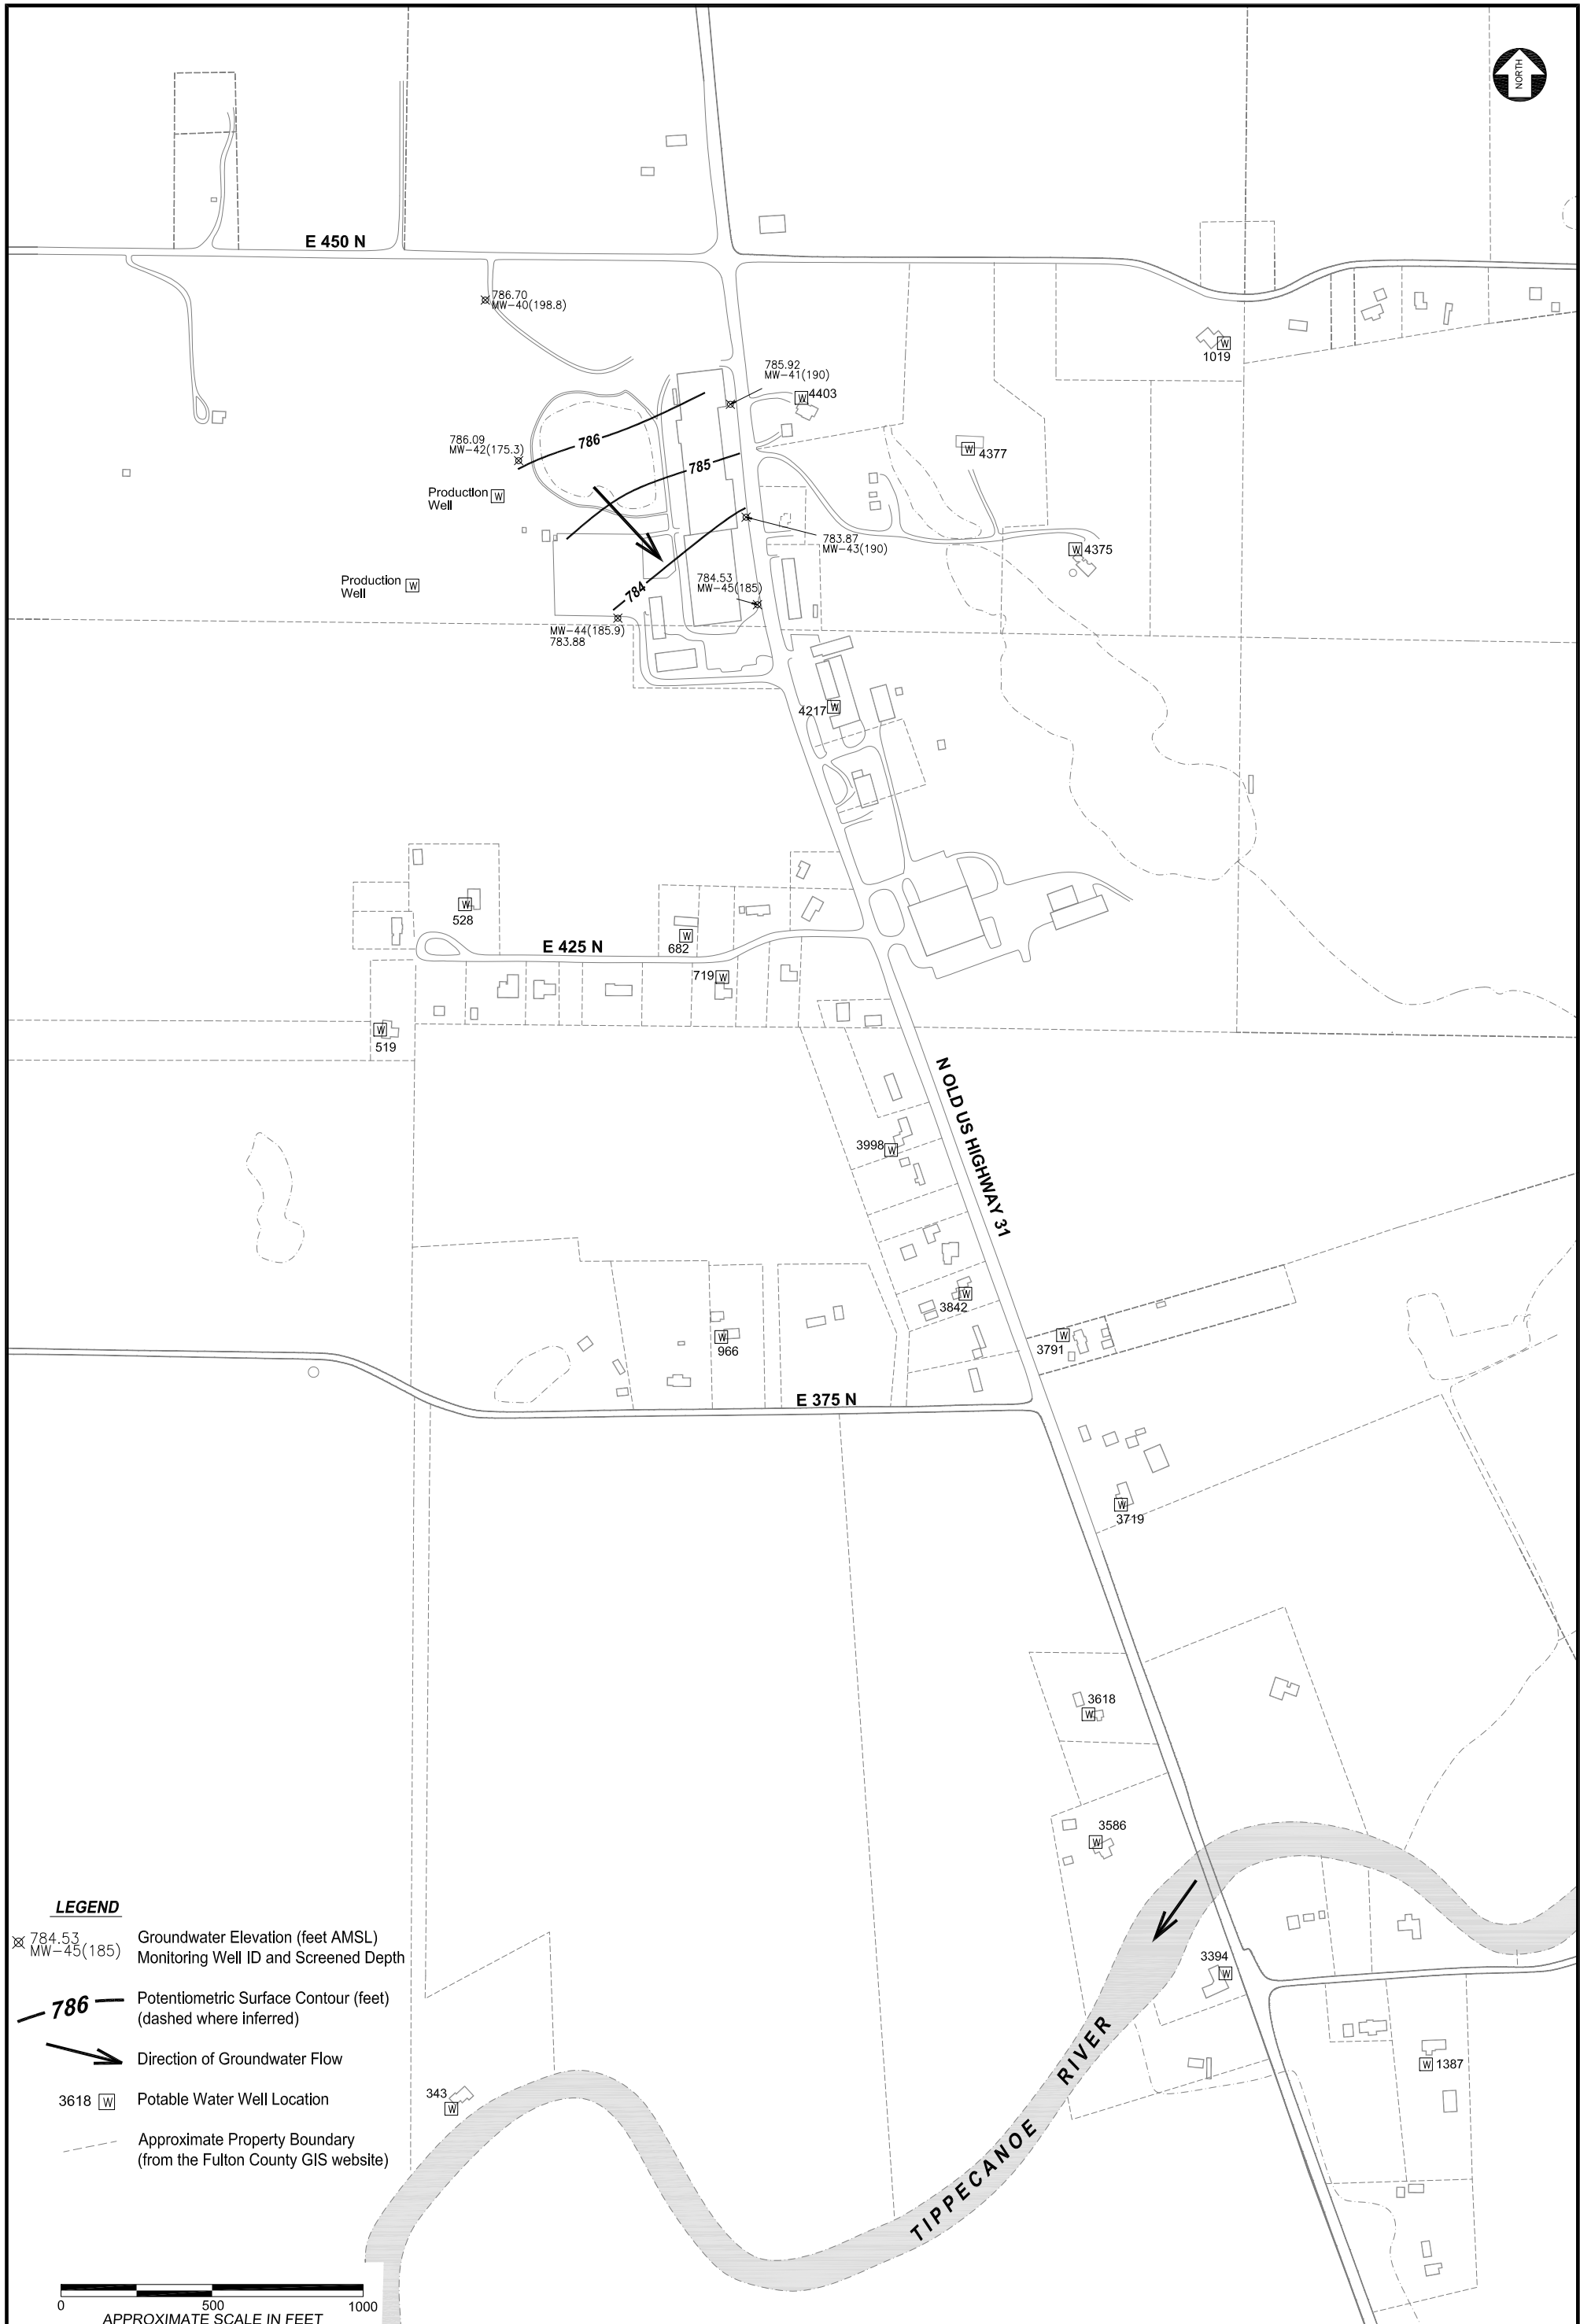 NORTH
E 450 N
786.70
MW-40(198.8)
1019
785.92
MW-41(190)
4403
786
786.09
MW-42(175.3)
4377
785
Production
Well
W
783.87
MW-43(190)
4375
Production
Well
W
784.53
MW-45(185)
784
MW-44(185.9)
783.88
4217
528
682
E 425 N
719
519
N OLD US HIGHWAY 31
3998
3842
3791
966
E 375 N
3719
3618
3586
3394
TIPPECANOE RIVER
1387
343
LEGEND
784.53
MW-45(185)
Groundwater Elevation (feet AMSL)
Monitoring Well ID and Screened Depth
786
Potentiometric Surface Contour (feet)
(dashed where inferred)
Direction of Groundwater Flow
3618 W Potable Water Well Location
Approximate Property Boundary
(from the Fulton County GIS website)
0 500 1000
APPROXIMATE SCALE IN FEET